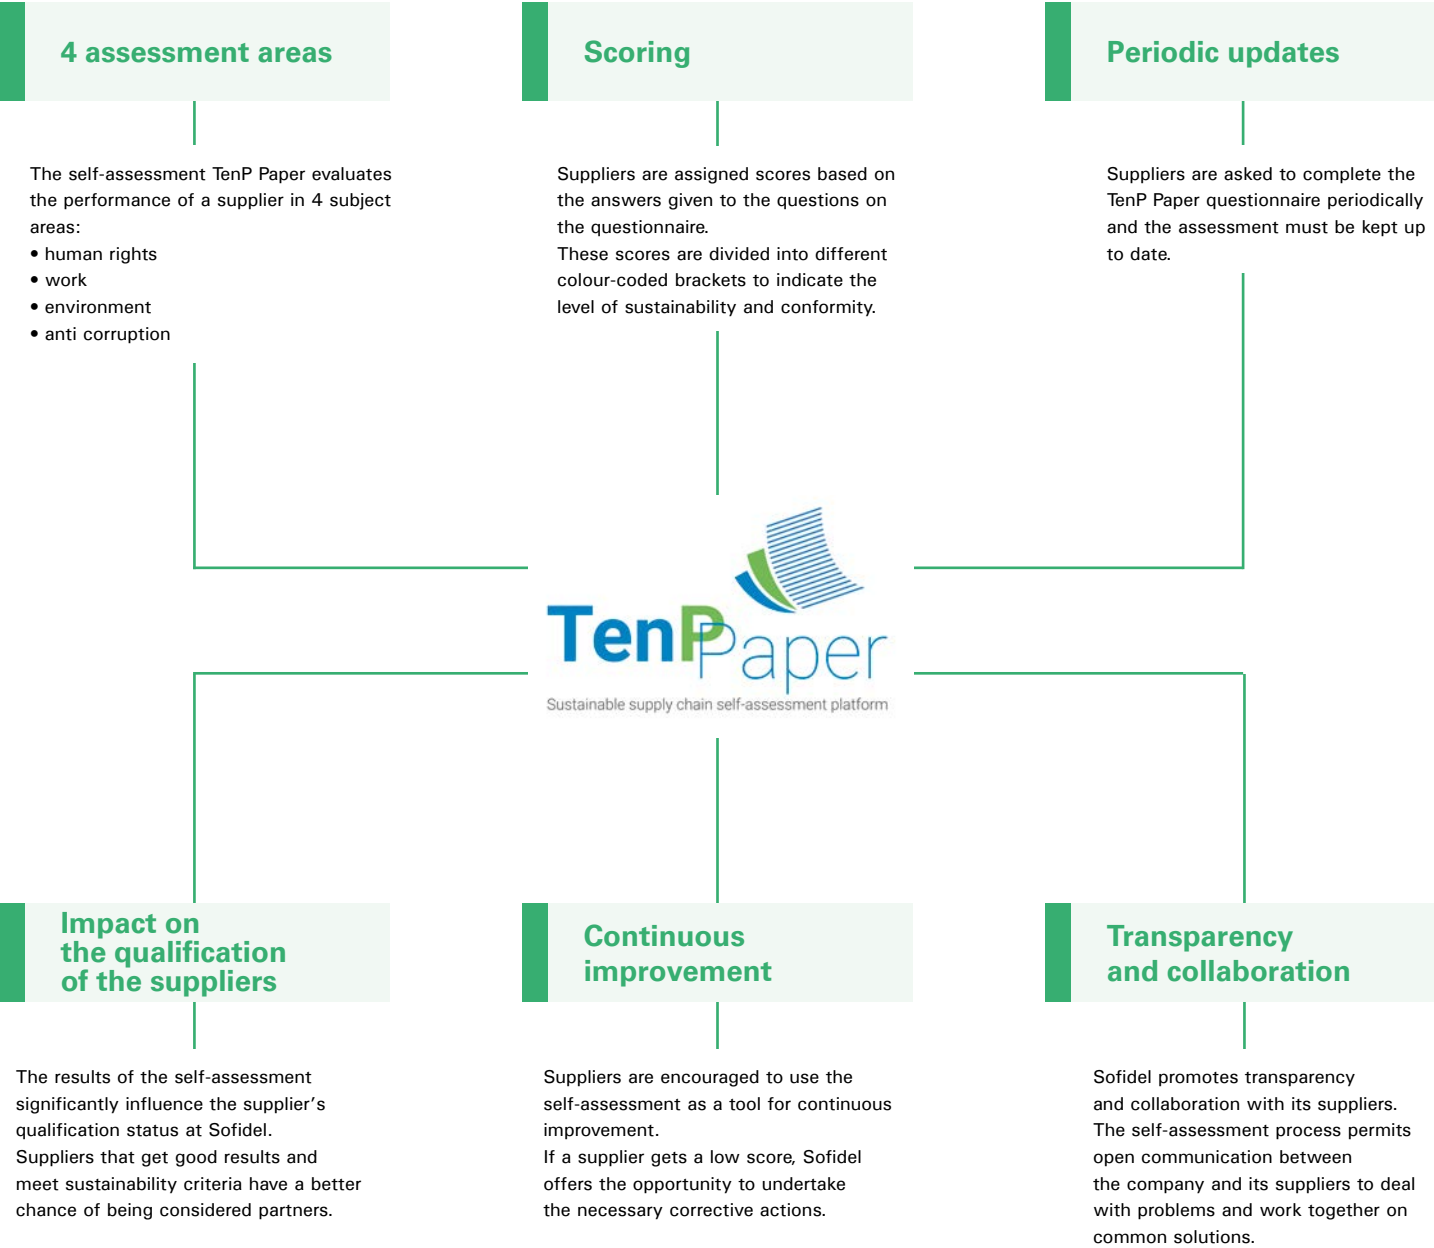 4 assessment areas
The self-assessment TenP Paper evaluates
the performance of a supplier in 4 subject
areas:
• human rights
• work
• environment
• anti corruption
Scoring
Suppliers are assigned scores based on
the answers given to the questions on
the questionnaire.
These scores are divided into different
colour-coded brackets to indicate the
level of sustainability and conformity.
Periodic updates
Suppliers are asked to complete the
TenP Paper questionnaire periodically
and the assessment must be kept up
to date.
TenP Paper
Sustainable supply chain self-assessment platform
Impact on
the qualification
of the suppliers
The results of the self-assessment
significantly influence the supplier’s
qualification status at Sofidel.
Suppliers that get good results and
meet sustainability criteria have a better
chance of being considered partners.
Continuous
improvement
Suppliers are encouraged to use the
self-assessment as a tool for continuous
improvement.
If a supplier gets a low score, Sofidel
offers the opportunity to undertake
the necessary corrective actions.
Transparency
and collaboration
Sofidel promotes transparency
and collaboration with its suppliers.
The self-assessment process permits
open communication between
the company and its suppliers to deal
with problems and work together on
common solutions.